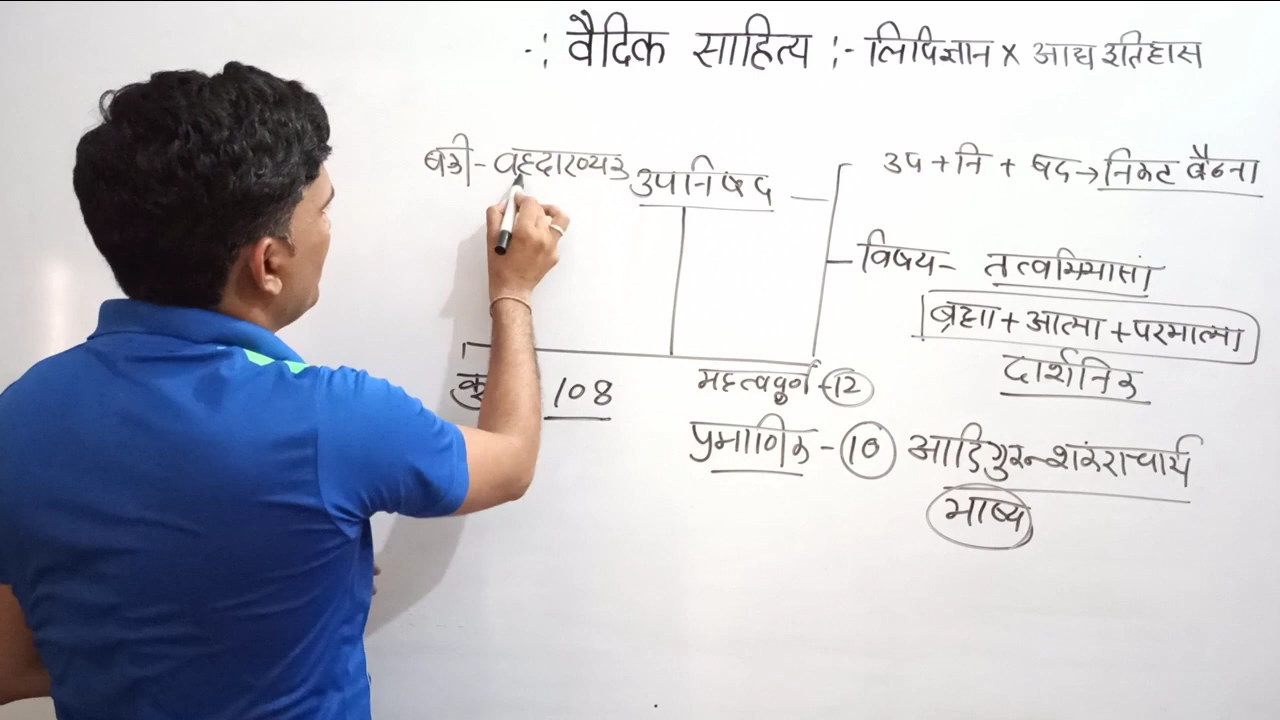 -: वैदिक साहित्य :- लिपिज्ञान x आद्य इतिहास
बडी - वृहदारण्यक
उपनिषद
उप + नि + षद → निकट बैठना
विषय - तत्वमिमासां
ब्रह्मा + आत्मा + परमात्मा
दार्शनिक
108
महत्वपूर्ण - 12
प्रमाणिक - 10 आदिगुरु शंकराचार्य
भाष्य